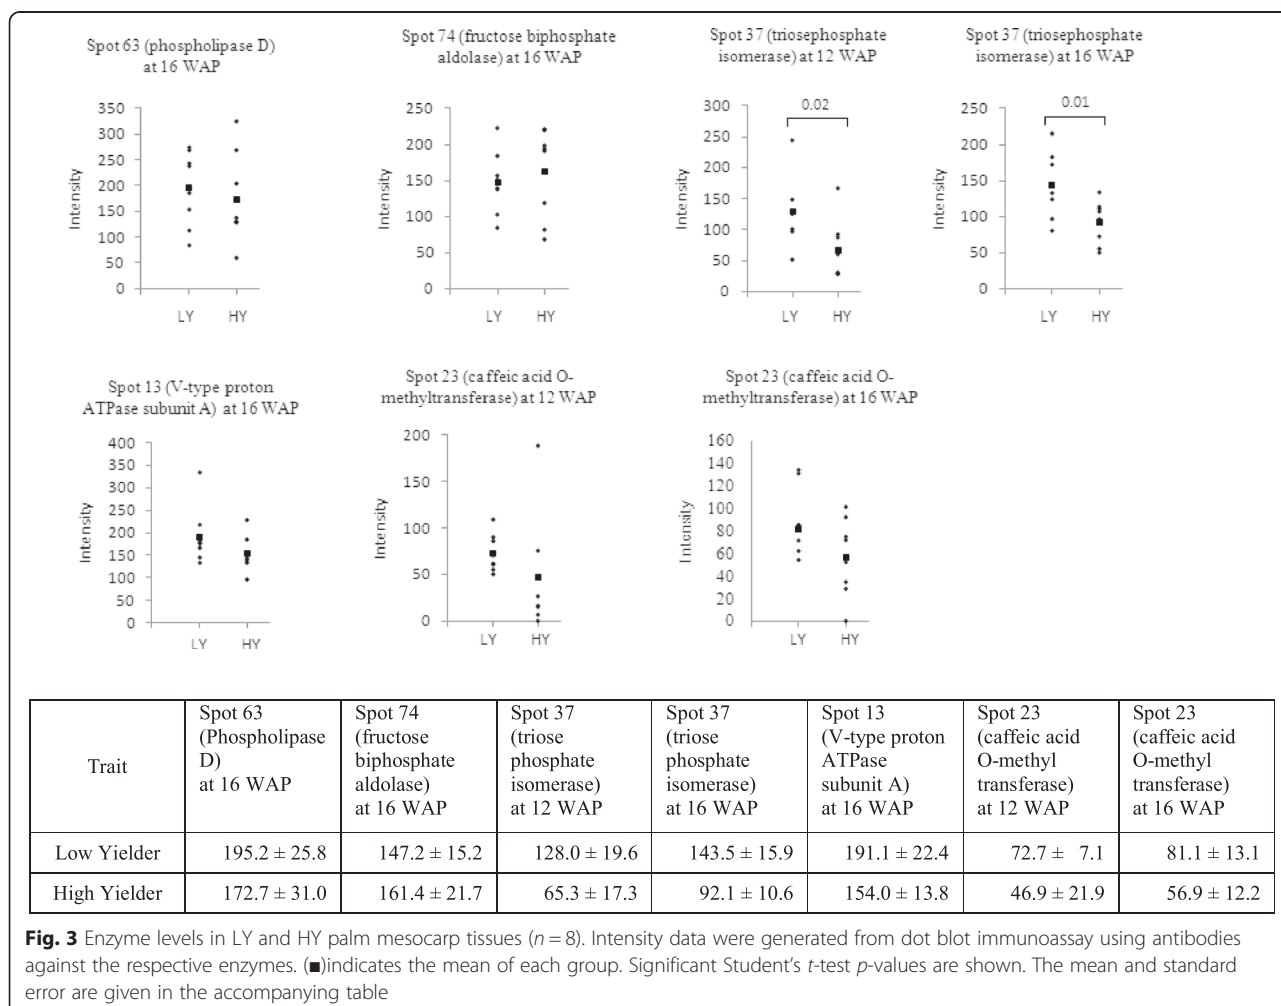 Spot 63 (phospholipase D)
at 16 WAP
350
300
250
200
150
100
50
0
Intensity
LY HY
Spot 74 (fructose biphosphate
aldolase) at 16 WAP
250
200
150
100
50
0
Intensity
LY HY
Spot 37 (triosephosphate
isomerase) at 12 WAP
300
250
200
150
100
50
0
Intensity
0.02
LY HY
Spot 37 (triosephosphate
isomerase) at 16 WAP
250
200
150
100
50
0
Intensity
0.01
LY HY
Spot 13 (V-type proton
ATPase subunit A) at 16 WAP
400
350
300
250
200
150
100
50
0
Intensity
LY HY
Spot 23 (caffeic acid O-
methyltransferase) at 12 WAP
200
150
100
50
0
Intensity
LY HY
Spot 23 (caffeic acid O-
methyltransferase) at 16 WAP
160
140
120
100
80
60
40
20
0
Intensity
LY HY
Trait
Spot 63
(Phospholipase
D)
at 16 WAP
Spot 74
(fructose
biphosphate
aldolase)
at 16 WAP
Spot 37
(triose
phosphate
isomerase)
at 12 WAP
Spot 37
(triose
phosphate
isomerase)
at 16 WAP
Spot 13
(V-type proton
ATPase
subunit A)
at 16 WAP
Spot 23
(caffeic acid
O-methyl
transferase)
at 12 WAP
Spot 23
(caffeic acid
O-methyl
transferase)
at 16 WAP
Low Yielder 195.2 ± 25.8 147.2 ± 15.2 128.0 ± 19.6 143.5 ± 15.9 191.1 ± 22.4 72.7 ± 7.1 81.1 ± 13.1
High Yielder 172.7 ± 31.0 161.4 ± 21.7 65.3 ± 17.3 92.1 ± 10.6 154.0 ± 13.8 46.9 ± 21.9 56.9 ± 12.2
Fig. 3 Enzyme levels in LY and HY palm mesocarp tissues (n = 8). Intensity data were generated from dot blot immunoassay using antibodies
against the respective enzymes. (■)indicates the mean of each group. Significant Student's t-test p-values are shown. The mean and standard
error are given in the accompanying table